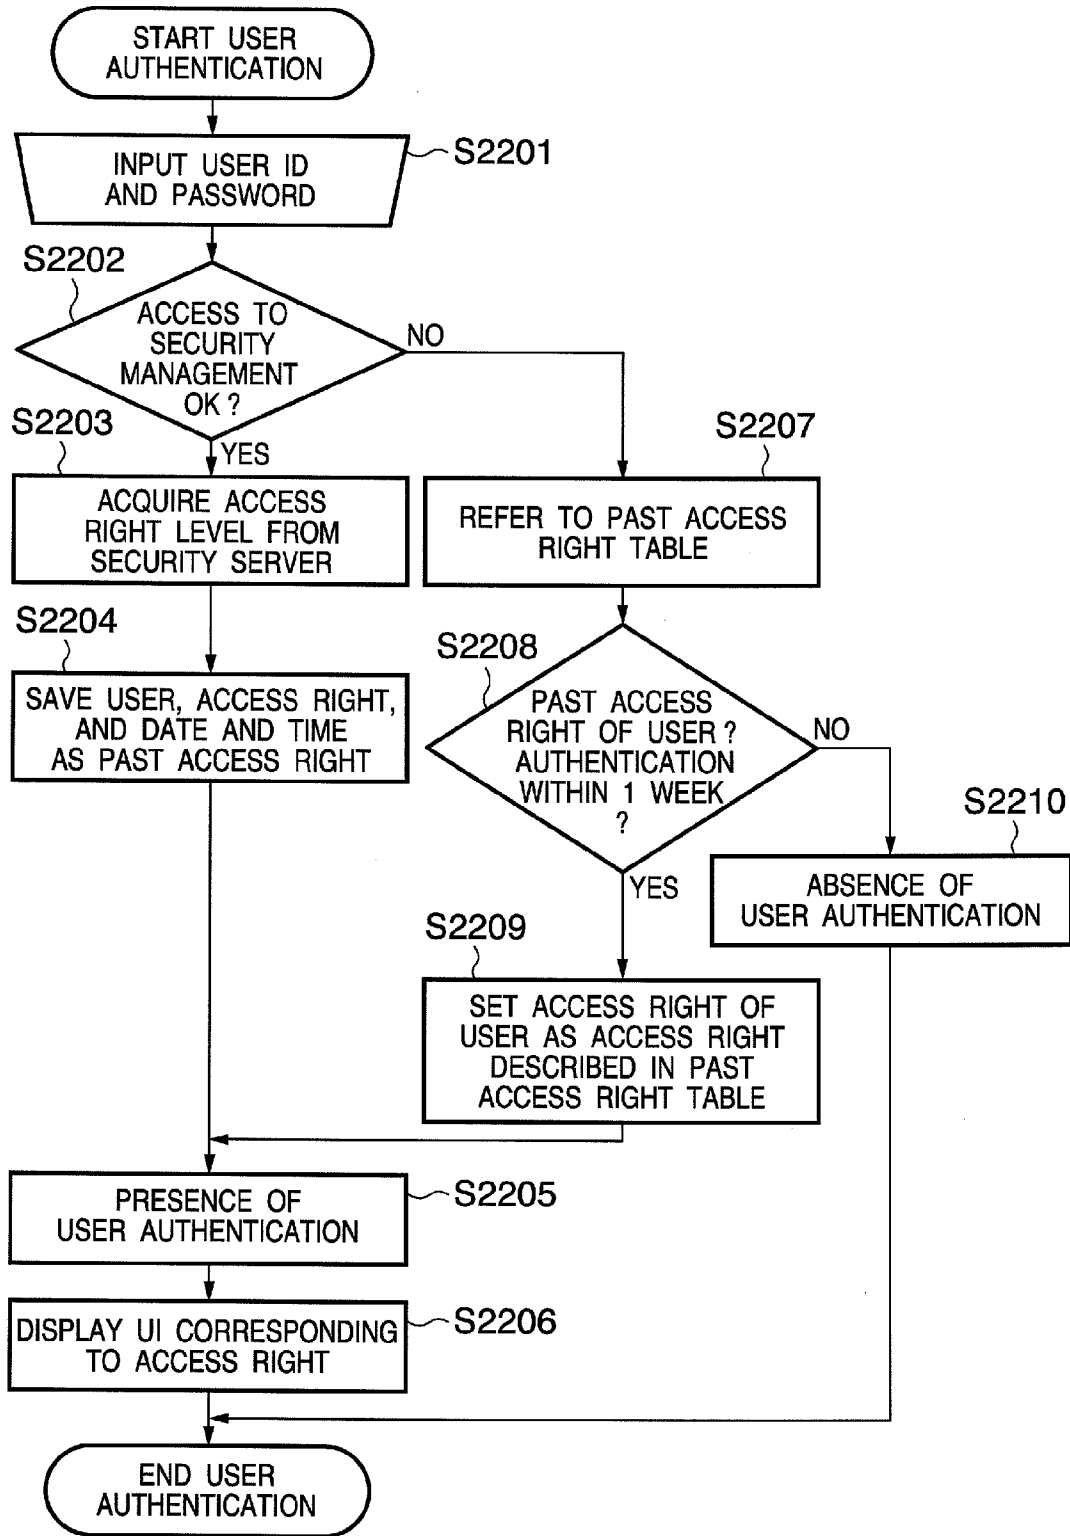 START USER
AUTHENTICATION
S2201
INPUT USER ID
AND PASSWORD
S2202
ACCESS TO
SECURITY
MANAGEMENT
OK?
NO
YES
S2203
ACQUIRE ACCESS
RIGHT LEVEL FROM
SECURITY SERVER
S2207
REFER TO PAST ACCESS
RIGHT TABLE
S2204
SAVE USER, ACCESS RIGHT,
AND DATE AND TIME
AS PAST ACCESS RIGHT
S2208
PAST ACCESS
RIGHT OF USER?
AUTHENTICATION
WITHIN 1 WEEK
?
NO
YES
S2210
ABSENCE OF
USER AUTHENTICATION
S2209
SET ACCESS RIGHT OF
USER AS ACCESS RIGHT
DESCRIBED IN PAST
ACCESS RIGHT TABLE
S2205
PRESENCE OF
USER AUTHENTICATION
S2206
DISPLAY UI CORRESPONDING
TO ACCESS RIGHT
END USER
AUTHENTICATION